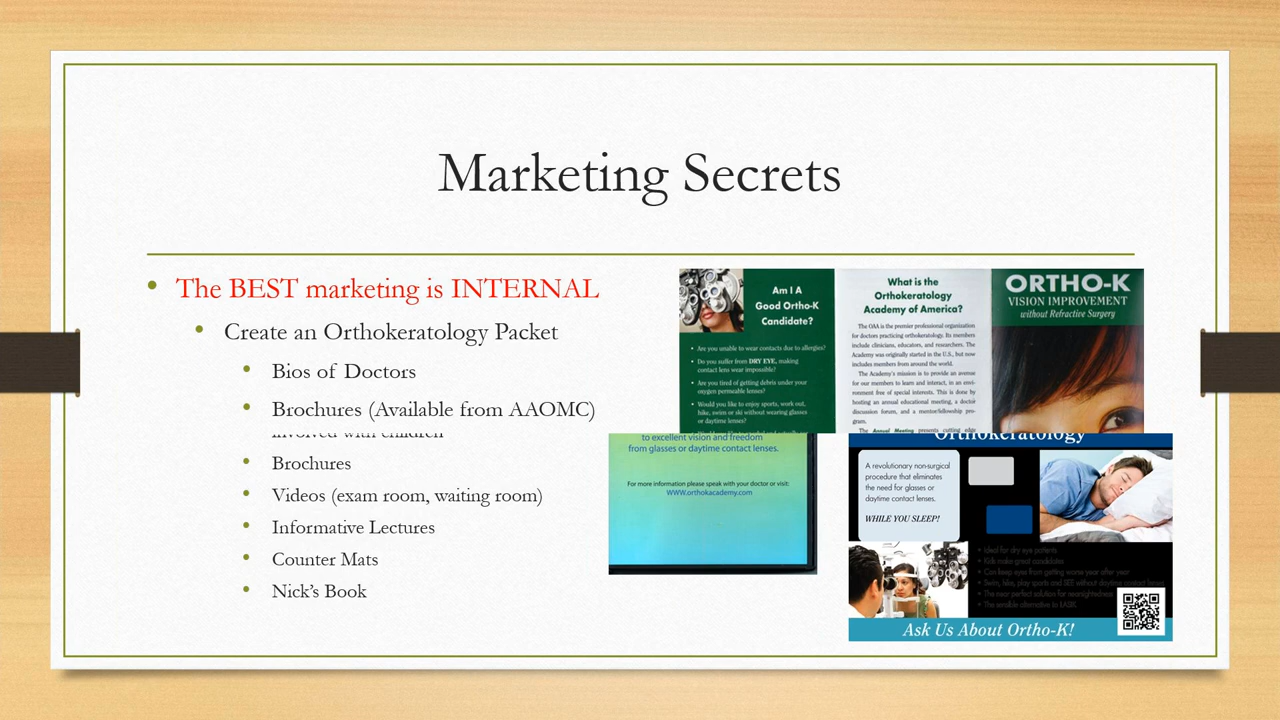 Marketing Secrets
• The BEST marketing is INTERNAL
• Create an Orthokeratology Packet
• Bios of Doctors
• Brochures (Available from AAOMC)
involved with children
• Brochures
• Videos (exam room, waiting room)
• Informative Lectures
• Counter Mats
• Nick's Book
Am I A
Good Ortho-K
Candidate?
• Are you unable to wear contacts due to allergies?
• Do you suffer from DRY EYE, making
contact lens wear impossible?
• Are you tired of getting debris under your
oxygen permeable lenses?
• Would you like to enjoy sports, work out,
hike, swim or ski without wearing glasses
or daytime lenses?
What is the
Orthokeratology
Academy of America?
The OAA is the premier professional organization
for doctors practicing orthokeratology. Its members
include clinicians, educators, and researchers. The
Academy was originally started in the U.S., but now
includes members from around the world.
The Academy's mission is to provide an avenue
for our members to learn and interact, in an envi-
ronment free of special interests. This is done by
hosting an annual educational meeting, a doctor
discussion forum, and a mentor/fellowship pro-
gram.
The Annual Meeting presents cutting edge
ORTHO-K
VISION IMPROVEMENT
without Refractive Surgery
to excellent vision and freedom
from glasses or daytime contact lenses.
For more information please speak with your doctor or visit:
WWW.orthokacademy.com
Orthokeratology
A revolutionary non-surgical
procedure that eliminates
the need for glasses or
daytime contact lenses.
WHILE YOU SLEEP!
• Ideal for dry eye patients
• Kids make great candidates
• Can keep eyes from getting worse year after year
• Swim, hike, play sports and SEE without daytime contact lenses
• The near perfect solution for nearsightedness
• The sensible alternative to LASIK
Ask Us About Ortho-K!